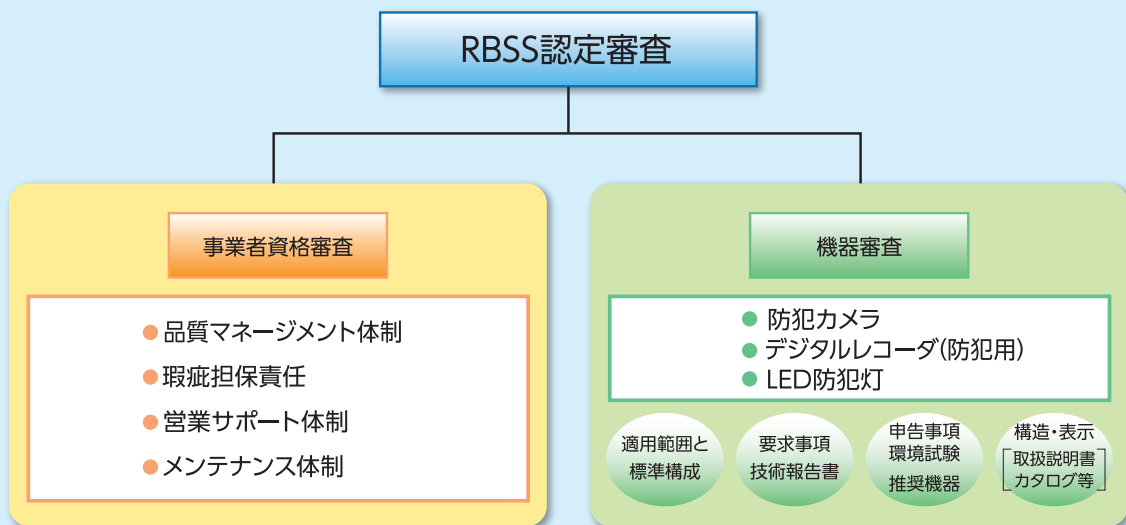 RBSS認定審査
事業者資格審査
●品質マネージメント体制
●瑕疵担保責任
●営業サポート体制
●メンテナンス体制
機器審査
● 防犯カメラ
● デジタルレコーダ(防犯用)
● LED防犯灯
適用範囲と
標準構成
要求事項
技術報告書
申告事項
環境試験
推奨機器
構造・表示
[取扱説明書
カタログ等]